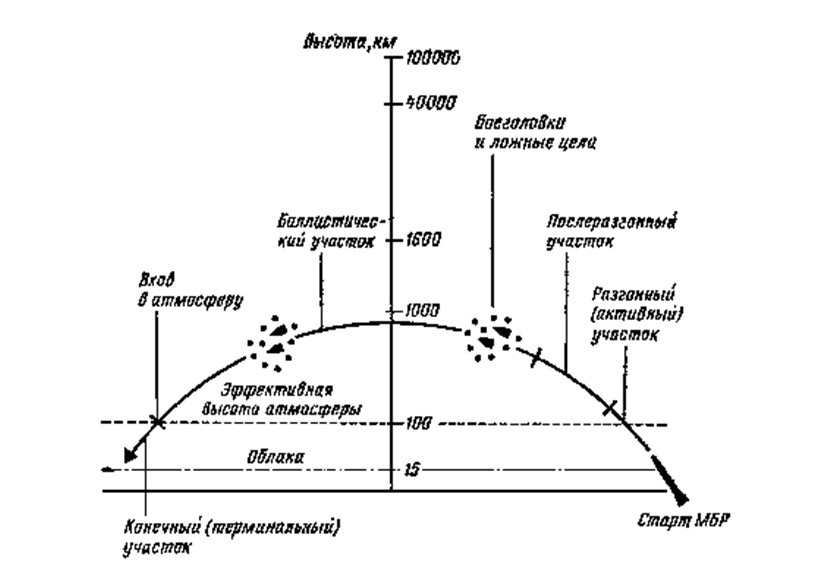 Высота, км
100000
40000
Боеголовки
и ложные цела
Баллистичес-
кий участок
1600
Послеразгонный
участок
Вход
в атмосферу
1000
Разгонный
(активный)
участок
Эффективная
высота атмосферы
100
Облака
15
Конечный (терминальный)
участок
Старт МБР